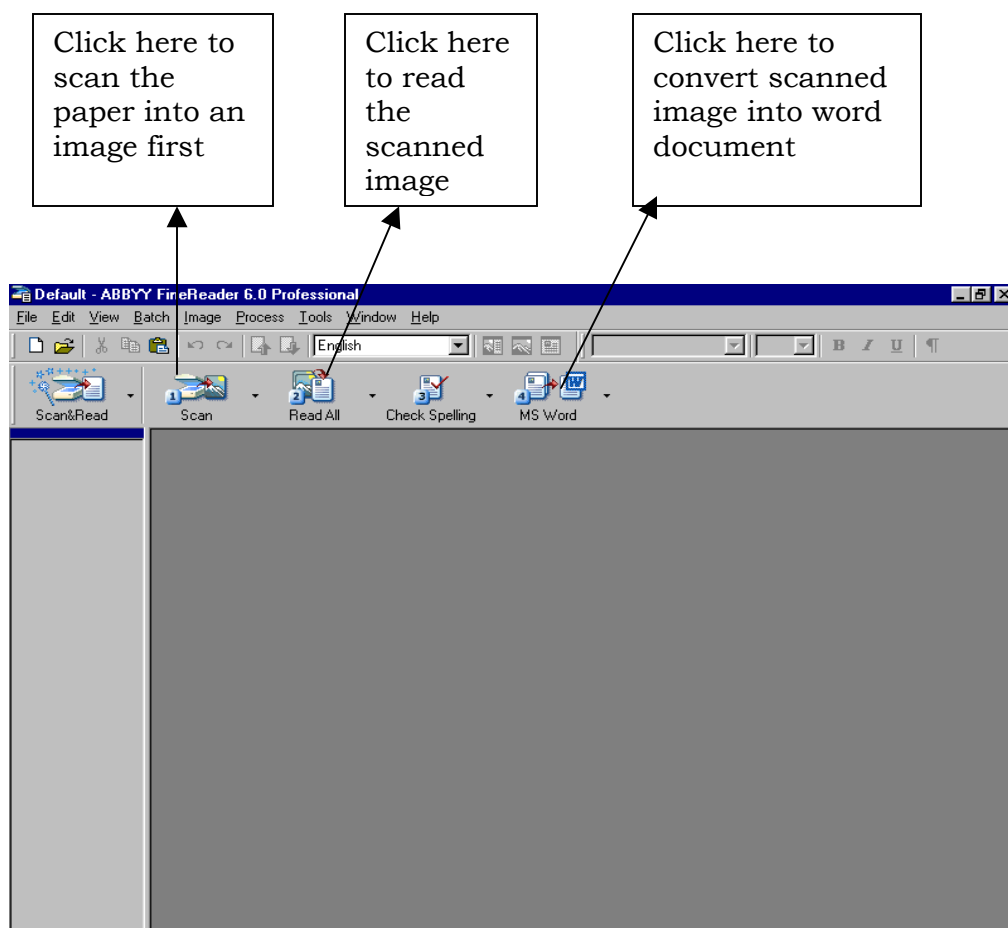 Click here to
scan the
paper into an
image first
Click here
to read
the
scanned
image
Click here to
convert scanned
image into word
document
Default - ABBYY FineReader 6.0 Professional
File Edit View Batch Image Process Tools Window Help
English B I U ¶
1 2 3 4 W
Scan&Read Scan Read All Check Spelling MS Word